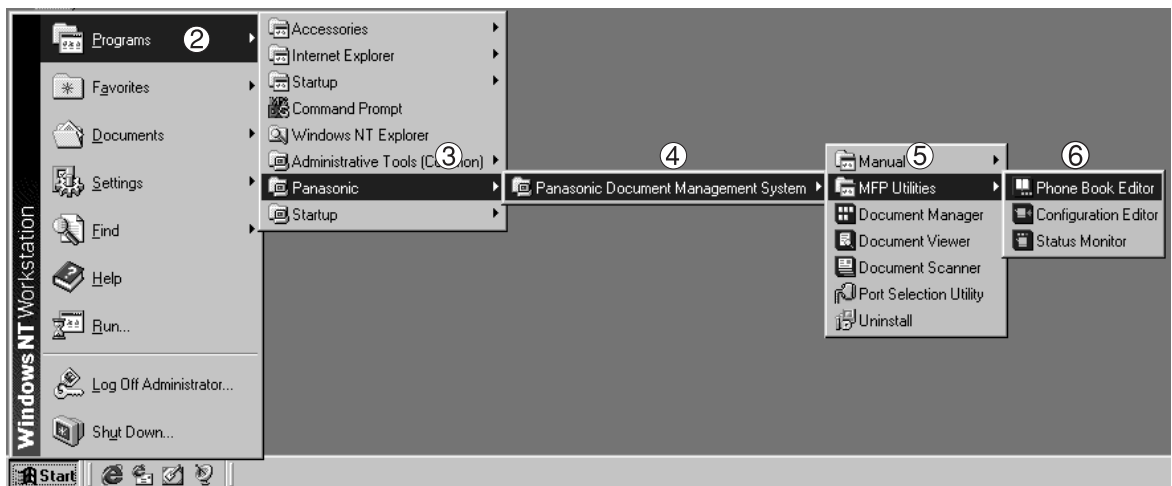 Windows NT Workstation
Programs ②
Favorites
Documents
Settings
Find
Help
Run...
Log Off Administrator...
Shut Down...
Start
Accessories
Internet Explorer
Startup
Command Prompt
Windows NT Explorer
③
Administrative Tools (Common)
Panasonic
Startup
④
Panasonic Document Management System
Manual ⑤
MFP Utilities
Document Manager
Document Viewer
Document Scanner
Port Selection Utility
Uninstall
⑥
Phone Book Editor
Configuration Editor
Status Monitor